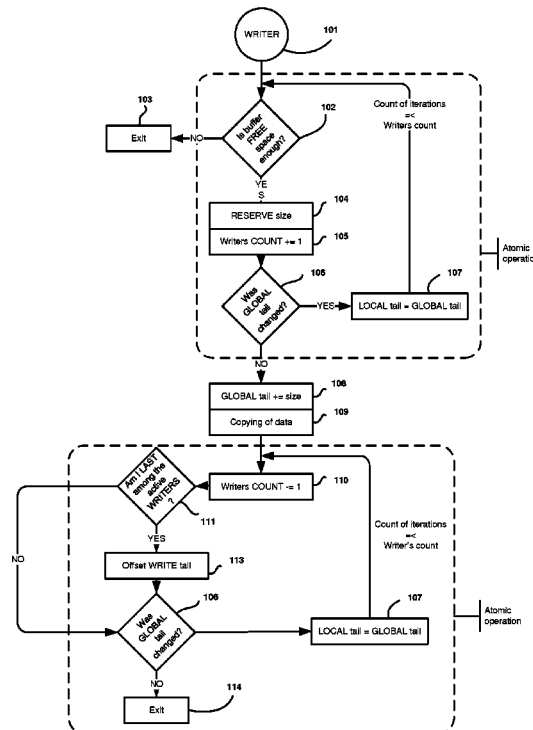 WRITER
101
103
Exit
NO
Is buffer
FREE
space
enough?
102
Count of iterations
=<
Writers count
YE
S
RESERVE size
104
Writers COUNT += 1
105
Atomic
operation
106
Was
GLOBAL
tail
changed?
YES
107
LOCAL tail = GLOBAL tail
NO
GLOBAL tail += size
108
Copying of data
109
Am I LAST
among the
active
WRITERS
?
111
Writers COUNT -= 1
110
Count of iterations
=<
Writer's count
NO
YES
Offset WRITE tail
113
106
Was
GLOBAL
tail
changed?
107
LOCAL tail = GLOBAL tail
Atomic
operation
NO
Exit
114